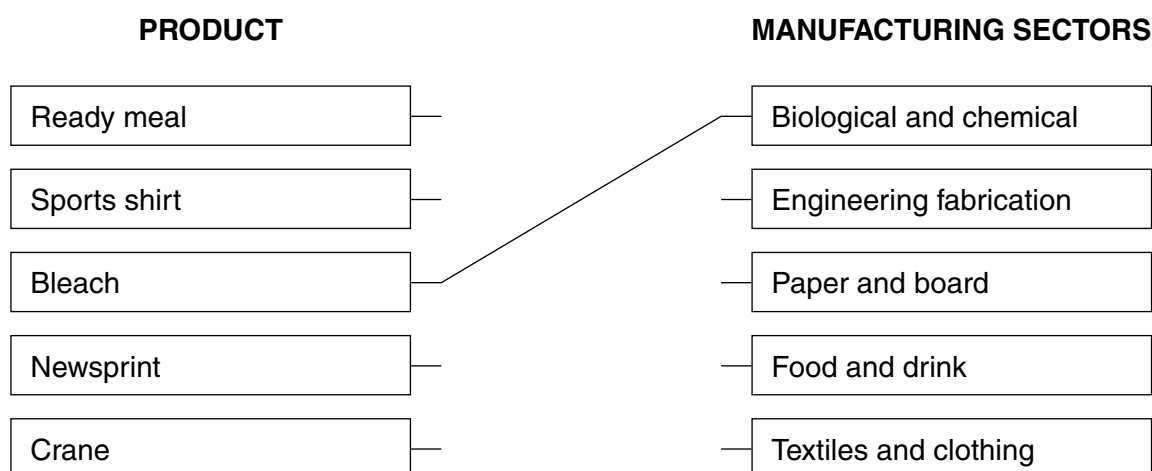 PRODUCT
MANUFACTURING SECTORS
Ready meal
Biological and chemical
Sports shirt
Engineering fabrication
Bleach
Paper and board
Newsprint
Food and drink
Crane
Textiles and clothing